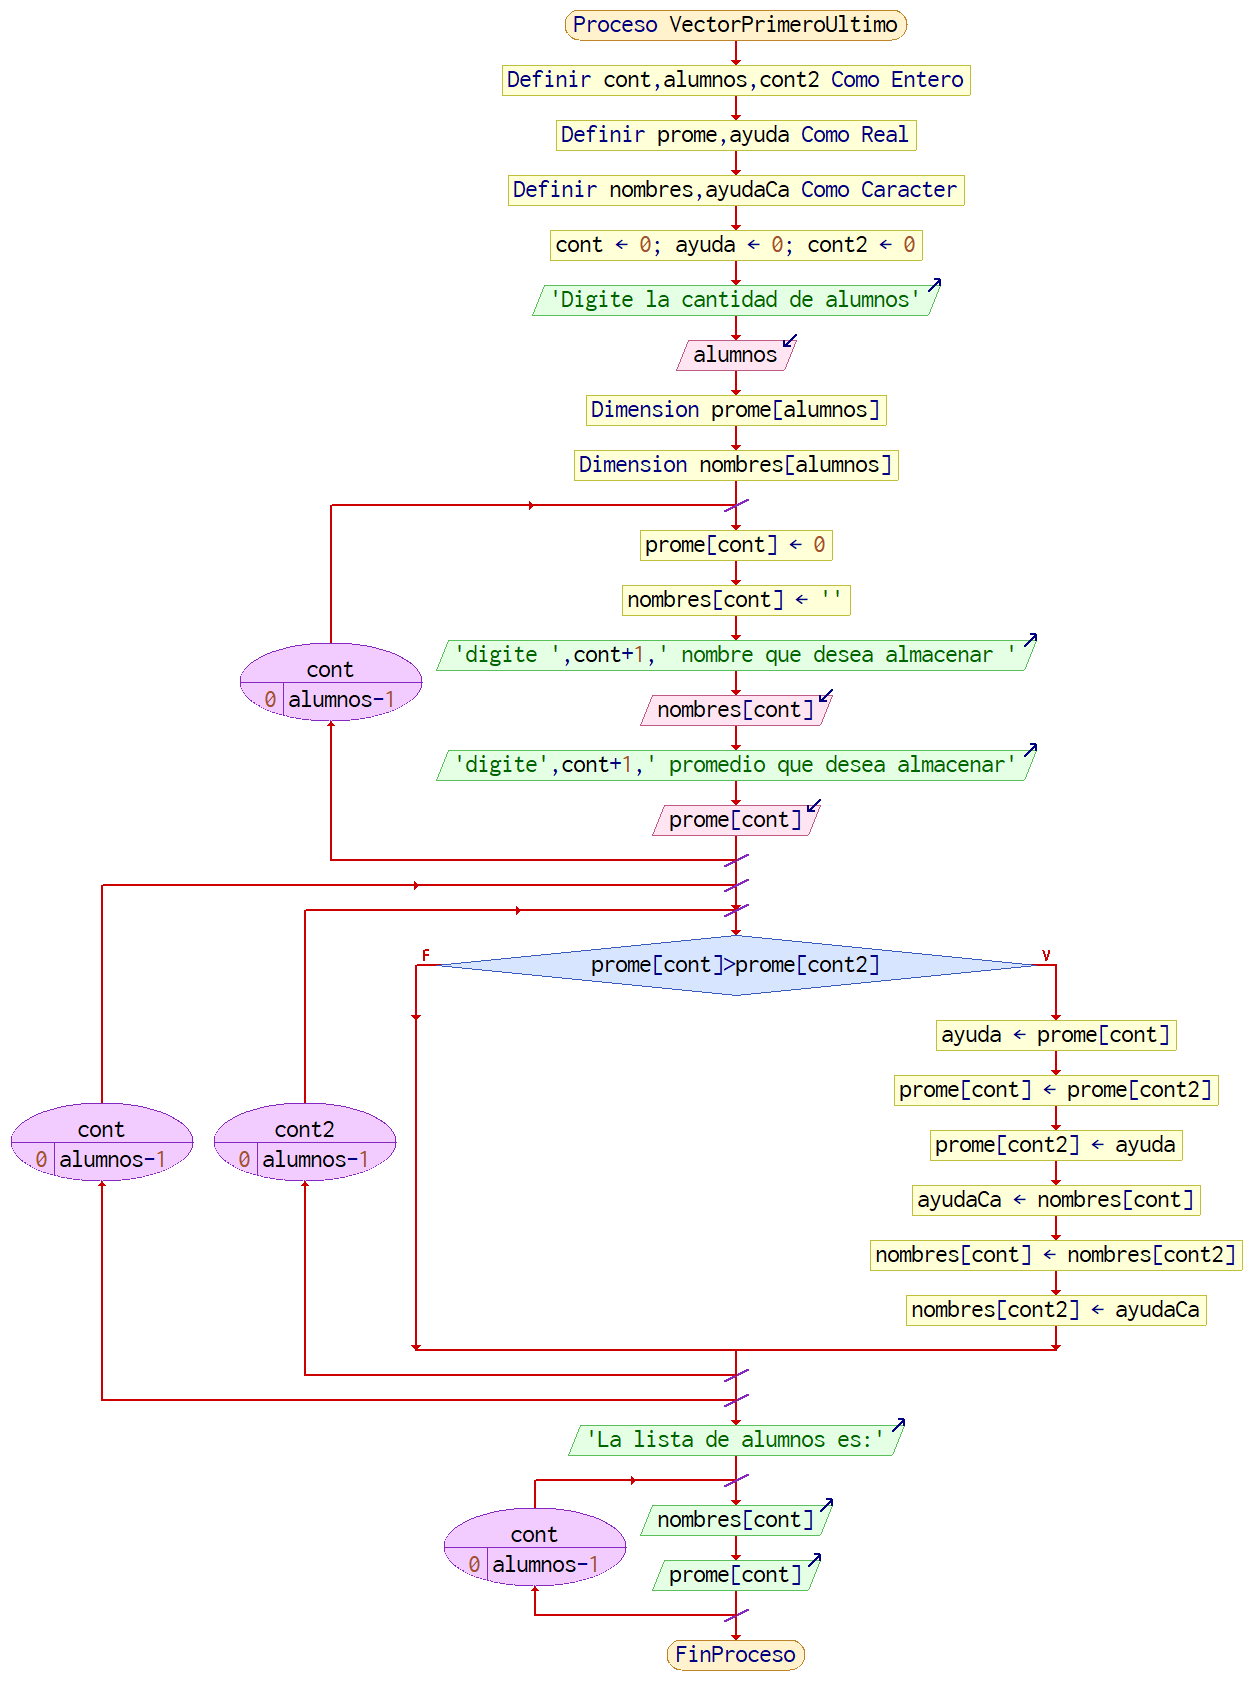 Proceso VectorPrimeroUltimo
Definir cont,alumnos,cont2 Como Entero
Definir prome,ayuda Como Real
Definir nombres,ayudaCa Como Caracter
cont ← 0; ayuda ← 0; cont2 ← 0
'Digite la cantidad de alumnos'
alumnos
Dimension prome[alumnos]
Dimension nombres[alumnos]
prome[cont] ← 0
nombres[cont] ← ''
'digite ',cont+1,' nombre que desea almacenar '
cont
0 alumnos-1
nombres[cont]
'digite',cont+1,' promedio que desea almacenar'
prome[cont]
F
V
prome[cont]>prome[cont2]
ayuda ← prome[cont]
prome[cont] ← prome[cont2]
cont
0 alumnos-1
cont2
0 alumnos-1
prome[cont2] ← ayuda
ayudaCa ← nombres[cont]
nombres[cont] ← nombres[cont2]
nombres[cont2] ← ayudaCa
'La lista de alumnos es:'
cont
0 alumnos-1
nombres[cont]
prome[cont]
FinProceso